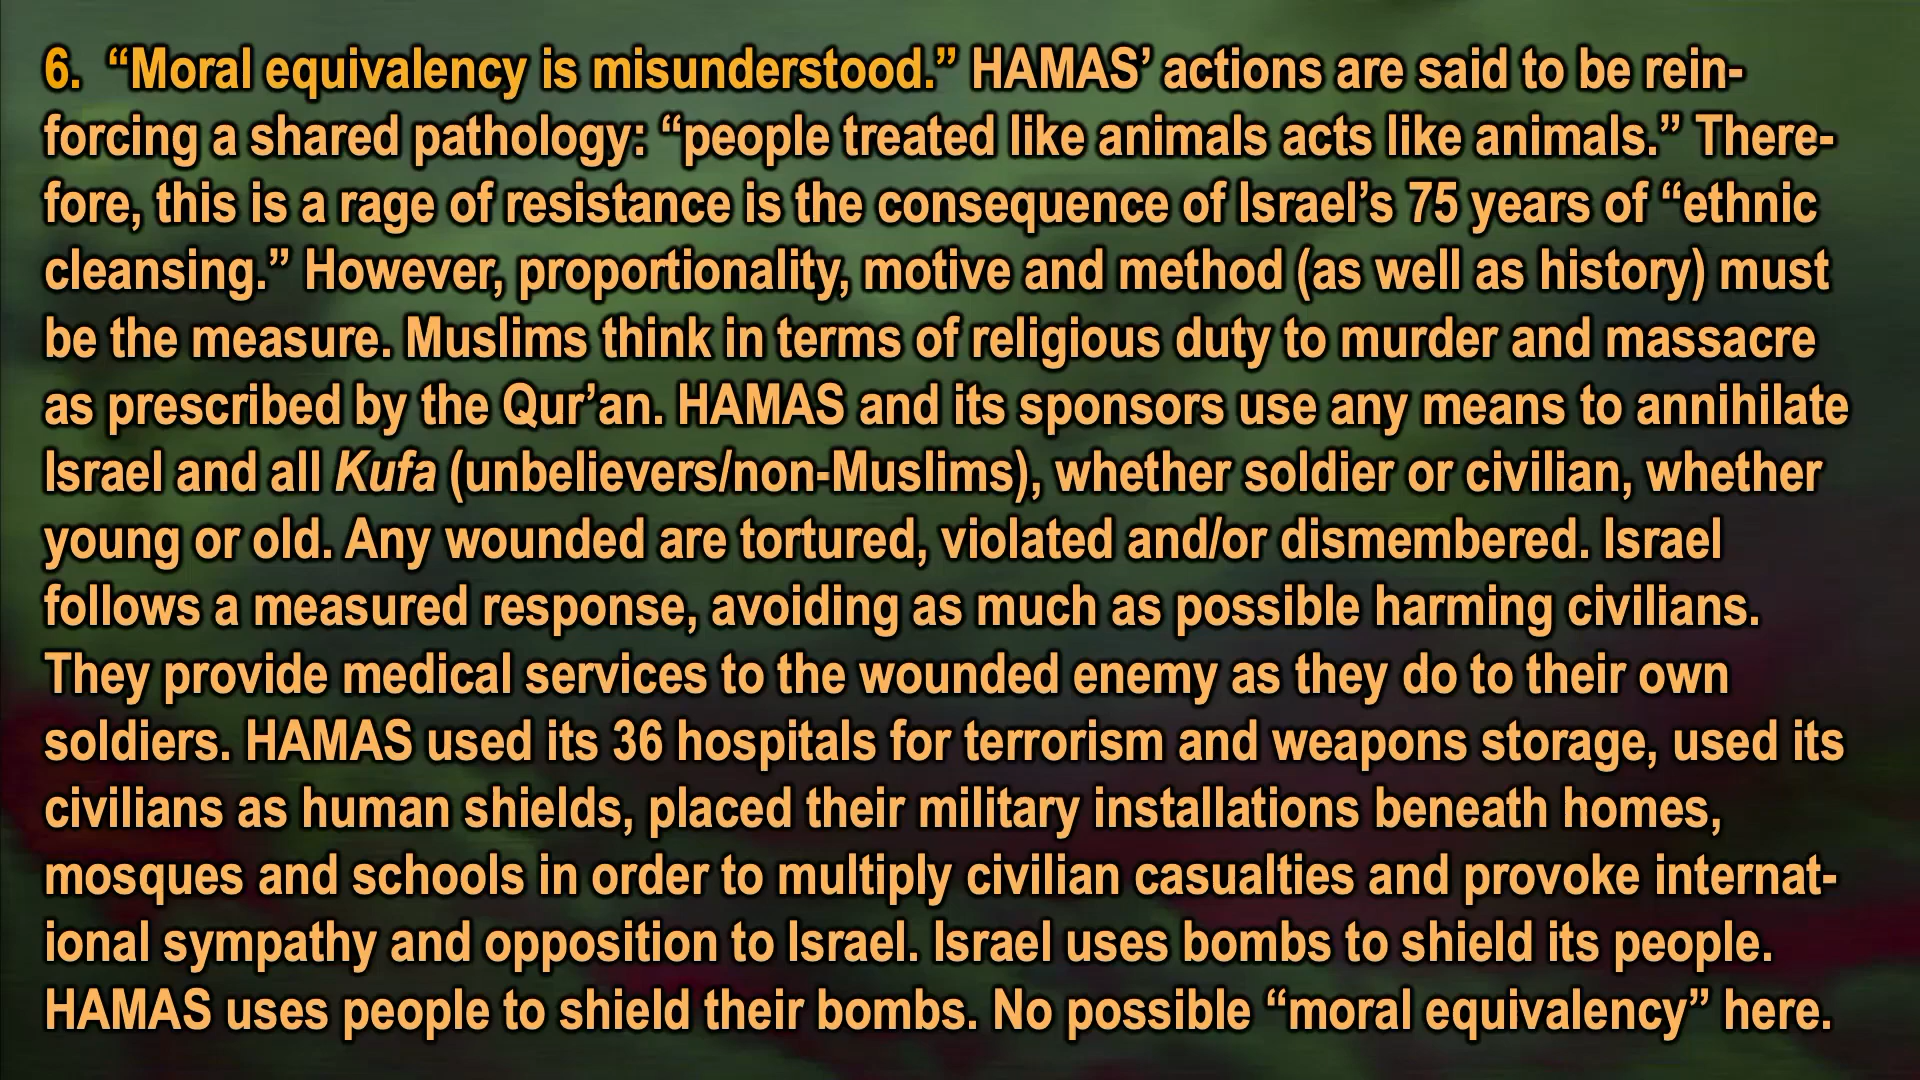 6. “Moral equivalency is misunderstood.” HAMAS’ actions are said to be rein-
forcing a shared pathology: “people treated like animals acts like animals.” There-
fore, this is a rage of resistance is the consequence of Israel’s 75 years of “ethnic
cleansing.” However, proportionality, motive and method (as well as history) must
be the measure. Muslims think in terms of religious duty to murder and massacre
as prescribed by the Qur’an. HAMAS and its sponsors use any means to annihilate
Israel and all Kufa (unbelievers/non-Muslims), whether soldier or civilian, whether
young or old. Any wounded are tortured, violated and/or dismembered. Israel
follows a measured response, avoiding as much as possible harming civilians.
They provide medical services to the wounded enemy as they do to their own
soldiers. HAMAS used its 36 hospitals for terrorism and weapons storage, used its
civilians as human shields, placed their military installations beneath homes,
mosques and schools in order to multiply civilian casualties and provoke internat-
ional sympathy and opposition to Israel. Israel uses bombs to shield its people.
HAMAS uses people to shield their bombs. No possible “moral equivalency” here.